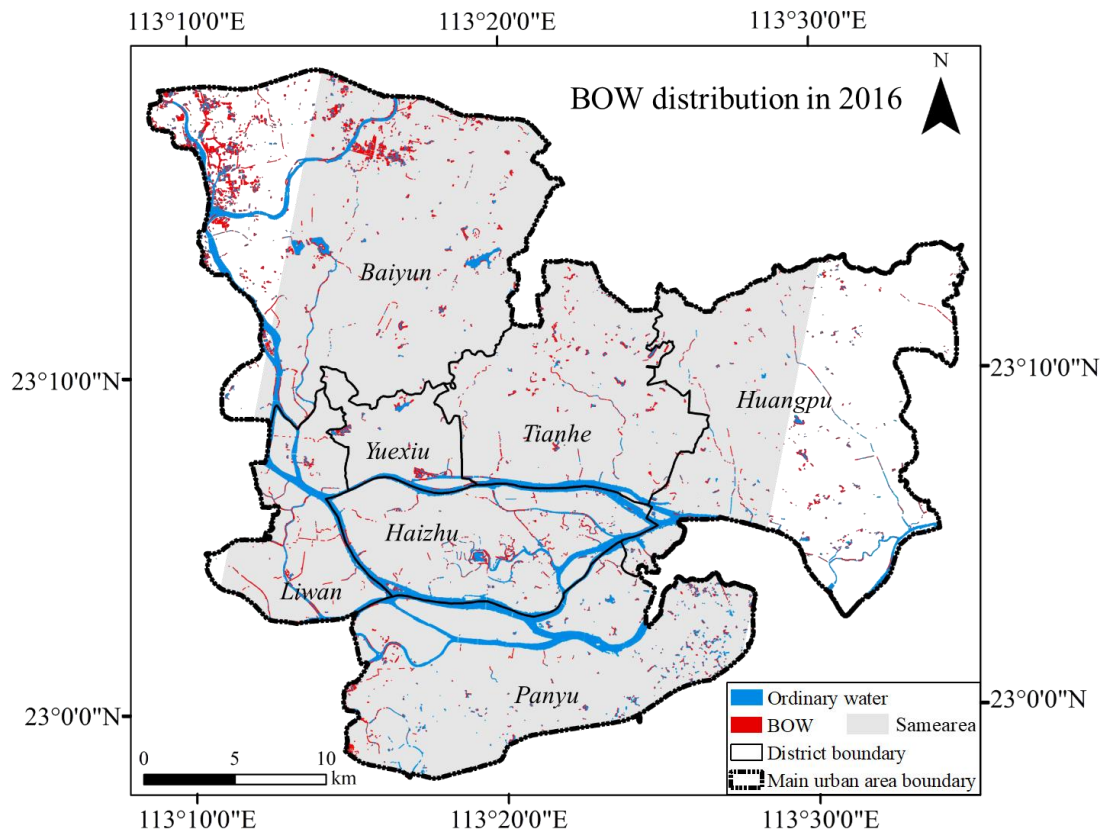 113°10'0"E 113°20'0"E 113°30'0"E
N
BOW distribution in 2016
Baiyun
23°10'0"N 23°10'0"N
Huangpu
Tianhe
Yuexiu
Haizhu
Liwan
Panyu
23°0'0"N 23°0'0"N
Ordinary water
BOW Samearea
District boundary
Main urban area boundary
0 5 10
km
113°10'0"E 113°20'0"E 113°30'0"E